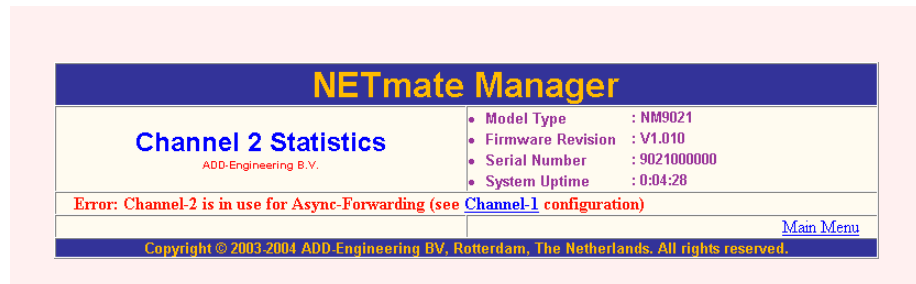 NETmate Manager
Channel 2 Statistics
ADD-Engineering B.V.
• Model Type : NM9021
• Firmware Revision : V1.010
• Serial Number : 9021000000
• System Uptime : 0:04:28
Error: Channel-2 is in use for Async-Forwarding (see Channel-1 configuration)
Main Menu
Copyright © 2003-2004 ADD-Engineering BV, Rotterdam, The Netherlands. All rights reserved.